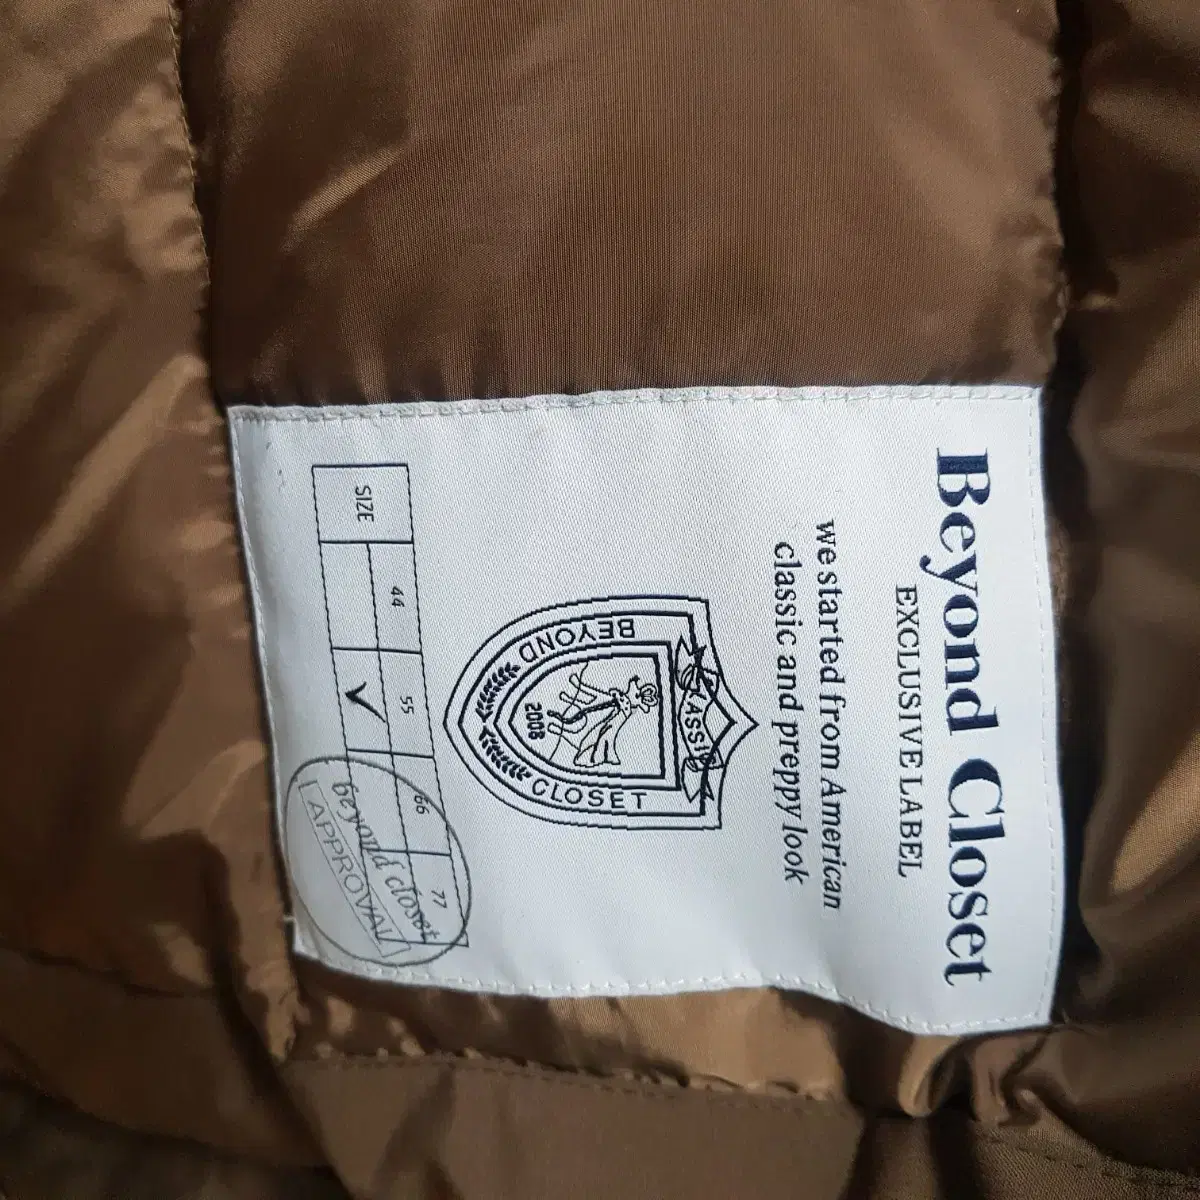 Beyond Closet
EXCLUSIVE LABEL
we started from American
classic and preppy look
CLASSIC
BEYOND
2008
CLOSET
SIZE 44 55 66 77
✓
beyond closet
APPROVAL